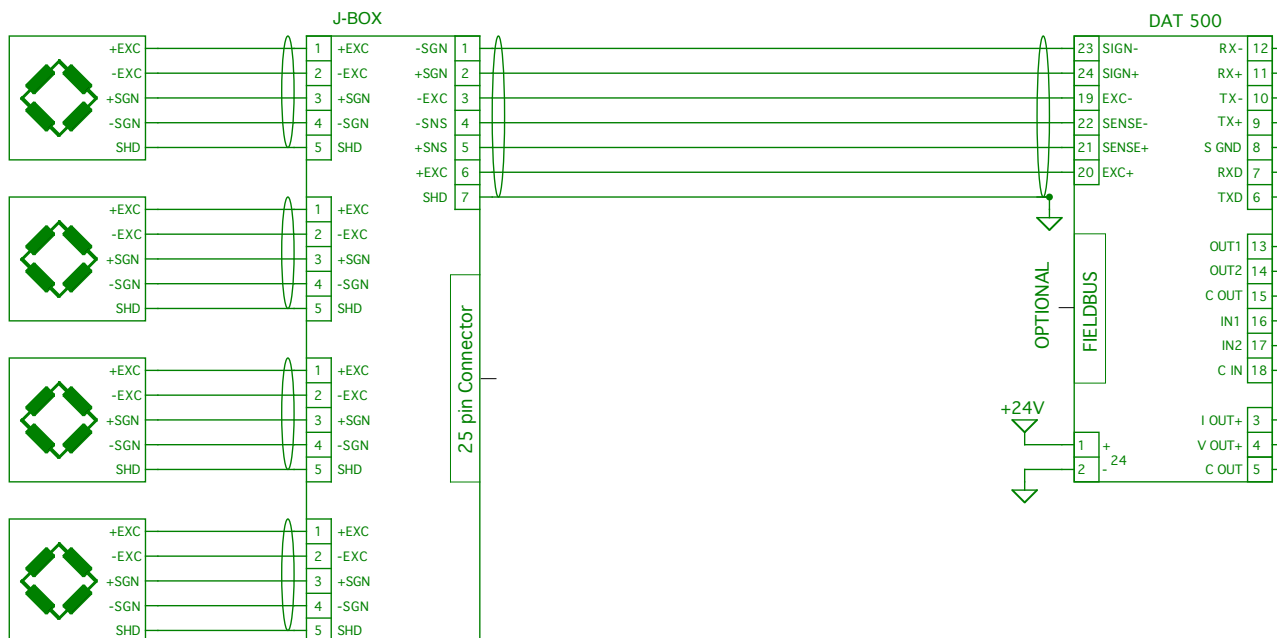 J-BOX
DAT 500
+EXC 1 +EXC -SGN 1 23 SIGN- RX- 12
-EXC 2 -EXC +SGN 2 24 SIGN+ RX+ 11
+SGN 3 +SGN -EXC 3 19 EXC- TX- 10
-SGN 4 -SGN -SNS 4 22 SENSE- TX+ 9
SHD 5 SHD +SNS 5 21 SENSE+ S GND 8
+EXC 6 20 EXC+ RXD 7
SHD 7 TXD 6
+EXC 1 +EXC
-EXC 2 -EXC
+SGN 3 +SGN
-SGN 4 -SGN
SHD 5 SHD
OUT1 13
OUT2 14
C OUT 15
IN1 16
IN2 17
C IN 18
OPTIONAL
FIELDBUS
25 pin Connector
+EXC 1 +EXC
-EXC 2 -EXC
+SGN 3 +SGN
-SGN 4 -SGN
SHD 5 SHD
+24V
1 +
2 - 24
I OUT+ 3
V OUT+ 4
C OUT 5
+EXC 1 +EXC
-EXC 2 -EXC
+SGN 3 +SGN
-SGN 4 -SGN
SHD 5 SHD